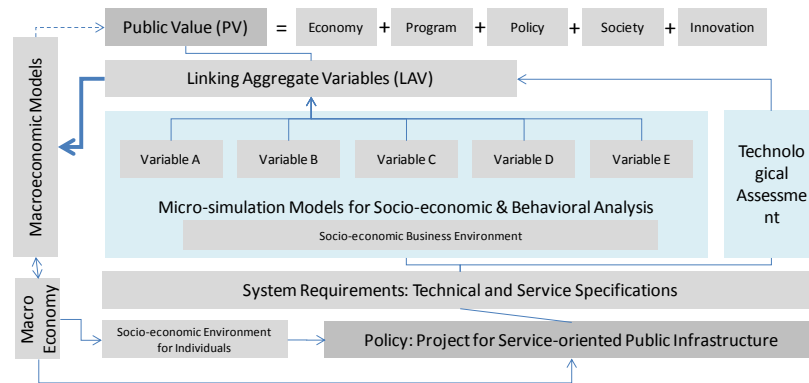 Public Value (PV) = Economy + Program + Policy + Society + Innovation
Linking Aggregate Variables (LAV)
Macroeconomic Models
Variable A
Variable B
Variable C
Variable D
Variable E
Technolo
gical
Assessme
nt
Micro-simulation Models for Socio-economic & Behavioral Analysis
Socio-economic Business Environment
System Requirements: Technical and Service Specifications
Macro
Economy
Socio-economic Environment
for Individuals
Policy: Project for Service-oriented Public Infrastructure